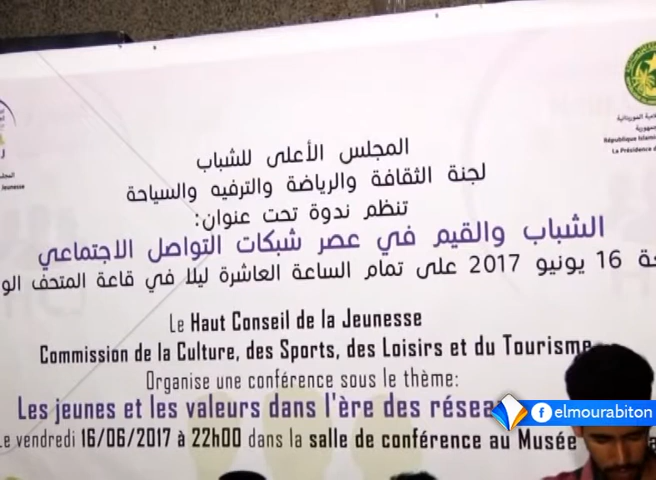 المجلس الأعلى للشباب
لجنة الثقافة والرياضة والترفيه والسياحة
تنظم ندوة تحت عنوان:
الشباب والقيم في عصر شبكات التواصل الاجتماعي
16 يونيو 2017 على تمام الساعة العاشرة ليلا في قاعة المتحف
Le Haut Conseil de la Jeunesse
Commission de la Culture, des Sports, des Loisirs et du Tourisme
Organise une conférence sous le thème:
Les jeunes et les valeurs dans l'ère des
Le vendredi 16/06/2017 à 22h00 dans la salle de conférence au Musée
République Islami
La Présidence d
Jeunesse
elmourabiton